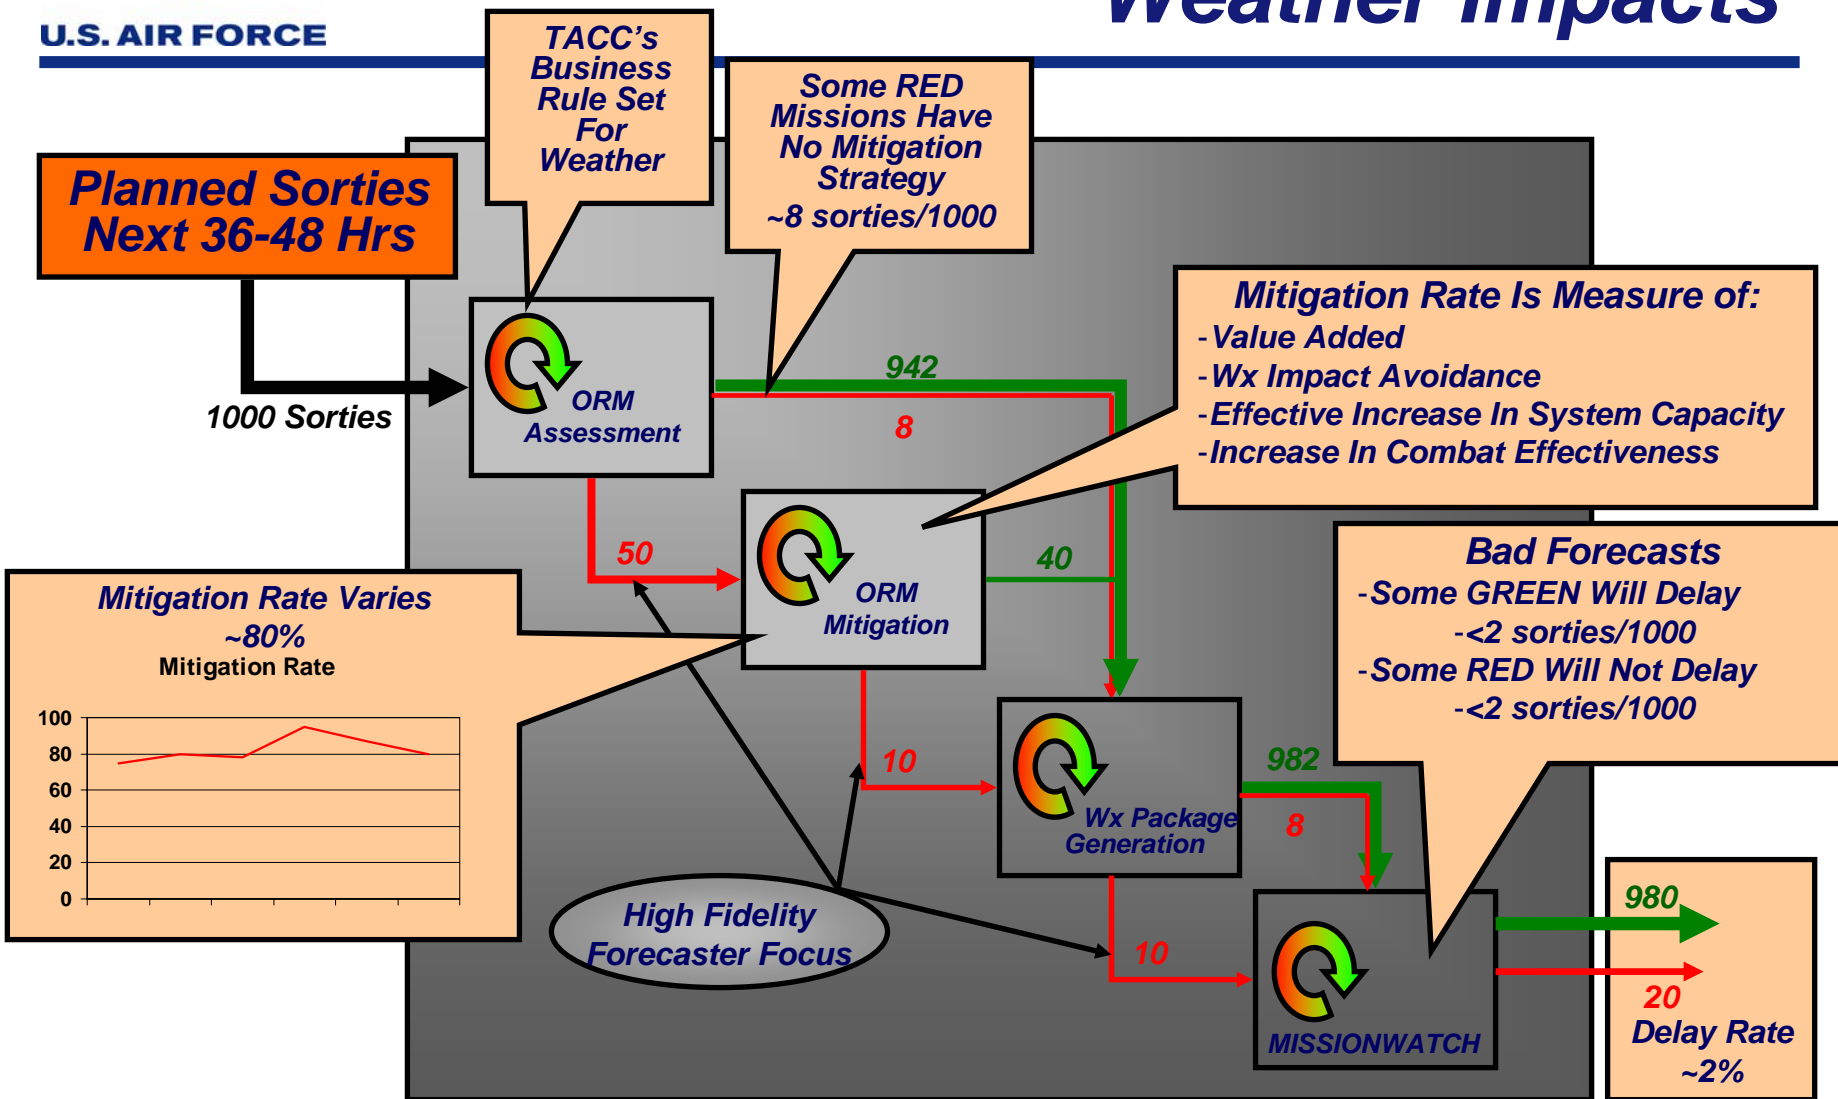 Weather Impacts
U.S. AIR FORCE
TACC's
Business
Rule Set
For
Weather
Some RED
Missions Have
No Mitigation
Strategy
~8 sorties/1000
Planned Sorties
Next 36-48 Hrs
1000 Sorties
ORM
Assessment
942
8
Mitigation Rate Is Measure of:
-Value Added
-Wx Impact Avoidance
-Effective Increase In System Capacity
-Increase In Combat Effectiveness
50
ORM
Mitigation
40
Mitigation Rate Varies
~80%
Mitigation Rate
100
80
60
40
20
0
Bad Forecasts
-Some GREEN Will Delay
-<2 sorties/1000
-Some RED Will Not Delay
-<2 sorties/1000
10
Wx Package
Generation
982
8
High Fidelity
Forecaster Focus
10
MISSIONWATCH
980
20
Delay Rate
~2%